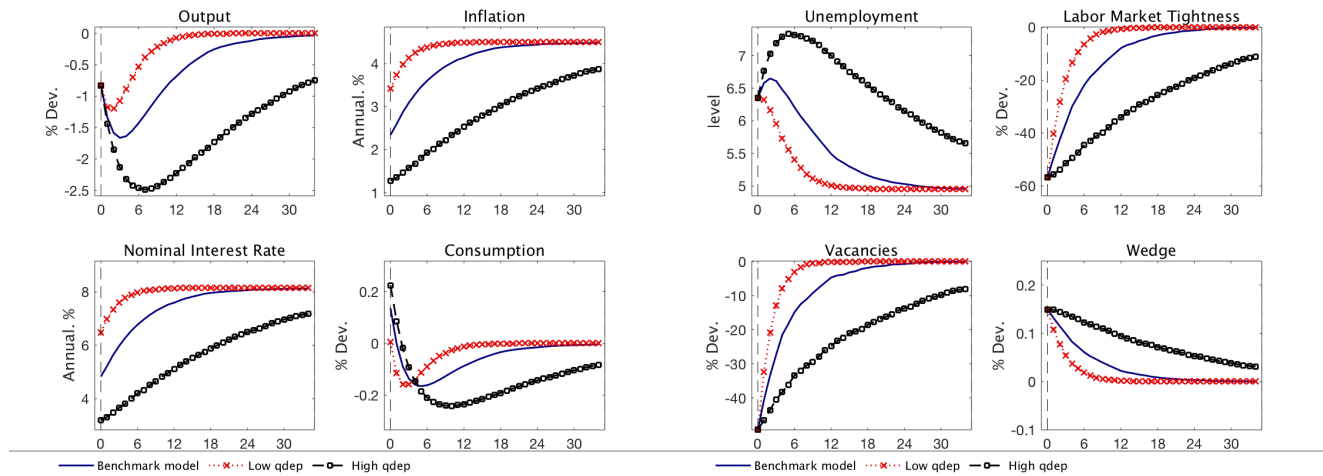 Output
% Dev.
0
-0.5
-1
-1.5
-2
-2.5
0 6 12 18 24 30
Inflation
Annual. %
4
3
2
1
0 6 12 18 24 30
Unemployment
level
7
6.5
6
5.5
5
0 6 12 18 24 30
Labor Market Tightness
% Dev.
0
-20
-40
-60
0 6 12 18 24 30
Nominal Interest Rate
Annual. %
8
6
4
0 6 12 18 24 30
Consumption
% Dev.
0.2
0
-0.2
0 6 12 18 24 30
Vacancies
% Dev.
0
-10
-20
-30
-40
0 6 12 18 24 30
Wedge
% Dev.
0.2
0.1
0
-0.1
0 6 12 18 24 30
Benchmark model Low qdep High qdep
Benchmark model Low qdep High qdep